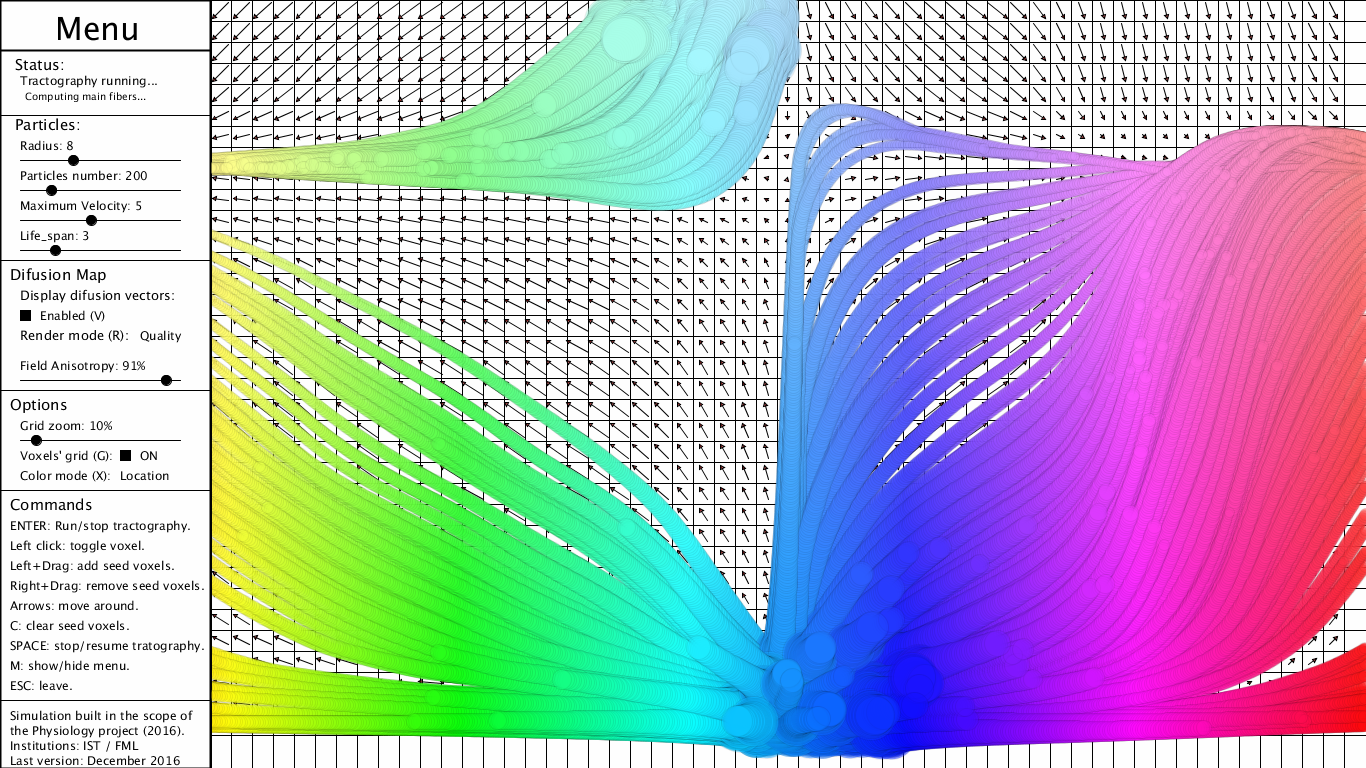 Menu
Status:
Tractography running...
Computing main fibers...
Particles:
Radius: 8
Particles number: 200
Maximum Velocity: 5
Life_span: 3
Difusion Map
Display difusion vectors:
Enabled (V)
Render mode (R): Quality
Field Anisotropy: 91%
Options
Grid zoom: 10%
Voxels' grid (G): ON
Color mode (X): Location
Commands
ENTER: Run/stop tractography.
Left click: toggle voxel.
Left+Drag: add seed voxels.
Right+Drag: remove seed voxels.
Arrows: move around.
C: clear seed voxels.
SPACE: stop/resume tratography.
M: show/hide menu.
ESC: leave.
Simulation built in the scope of
the Physiology project (2016).
Institutions: IST / FML
Last version: December 2016